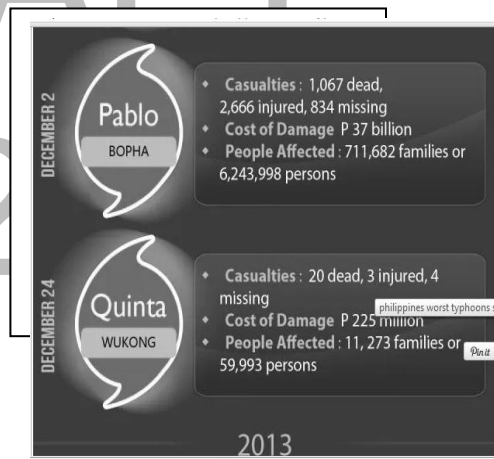 DECEMBER 2
Pablo
BOPHA
Casualties : 1,067 dead,
2,666 injured, 834 missing
Cost of Damage P 37 billion
People Affected : 711,682 families or
6,243,998 persons
DECEMBER 24
Quinta
WUKONG
Casualties : 20 dead, 3 injured, 4
missing
philippines worst typhoons
Cost of Damage P 225 million
People Affected : 11, 273 families or
Pin it
59,993 persons
2013